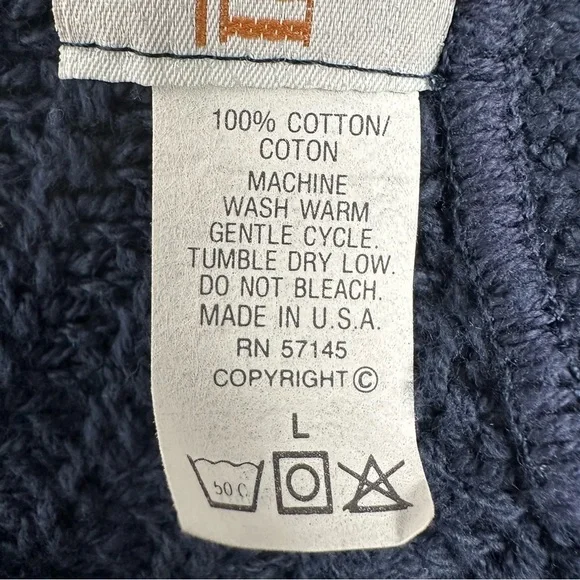 100% COTTON/
COTON
MACHINE
WASH WARM
GENTLE CYCLE.
TUMBLE DRY LOW.
DO NOT BLEACH.
MADE IN U.S.A.
RN 57145
COPYRIGHT ©
L
50 C